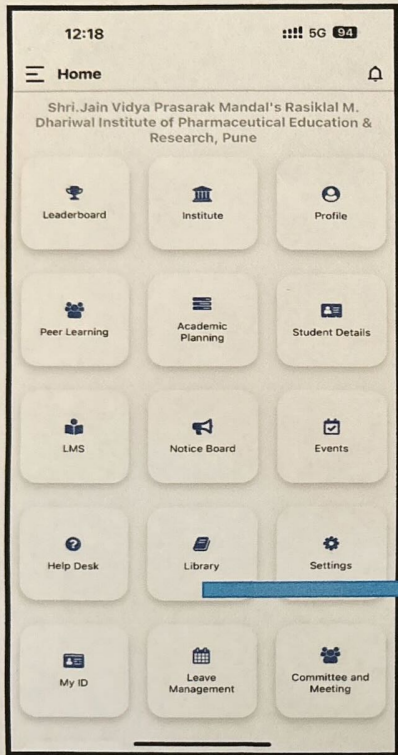 12:18
5G 94
Home
Shri.Jain Vidya Prasarak Mandal's Rasiklal M.
Dhariwal Institute of Pharmaceutical Education &
Research, Pune
Leaderboard
Institute
Profile
Peer Learning
Academic
Planning
Student Details
LMS
Notice Board
Events
Help Desk
Library
Settings
My ID
Leave
Management
Committee and
Meeting